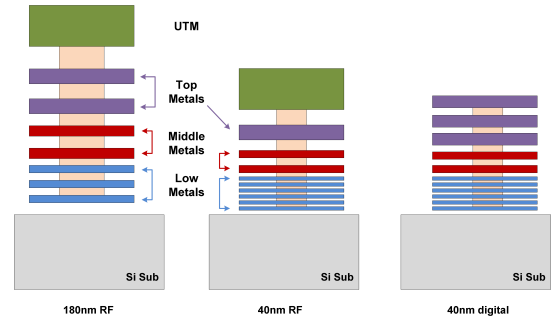 UTM
Top
Metals
Middle
Metals
Low
Metals
Si Sub
Si Sub
Si Sub
180nm RF
40nm RF
40nm digital